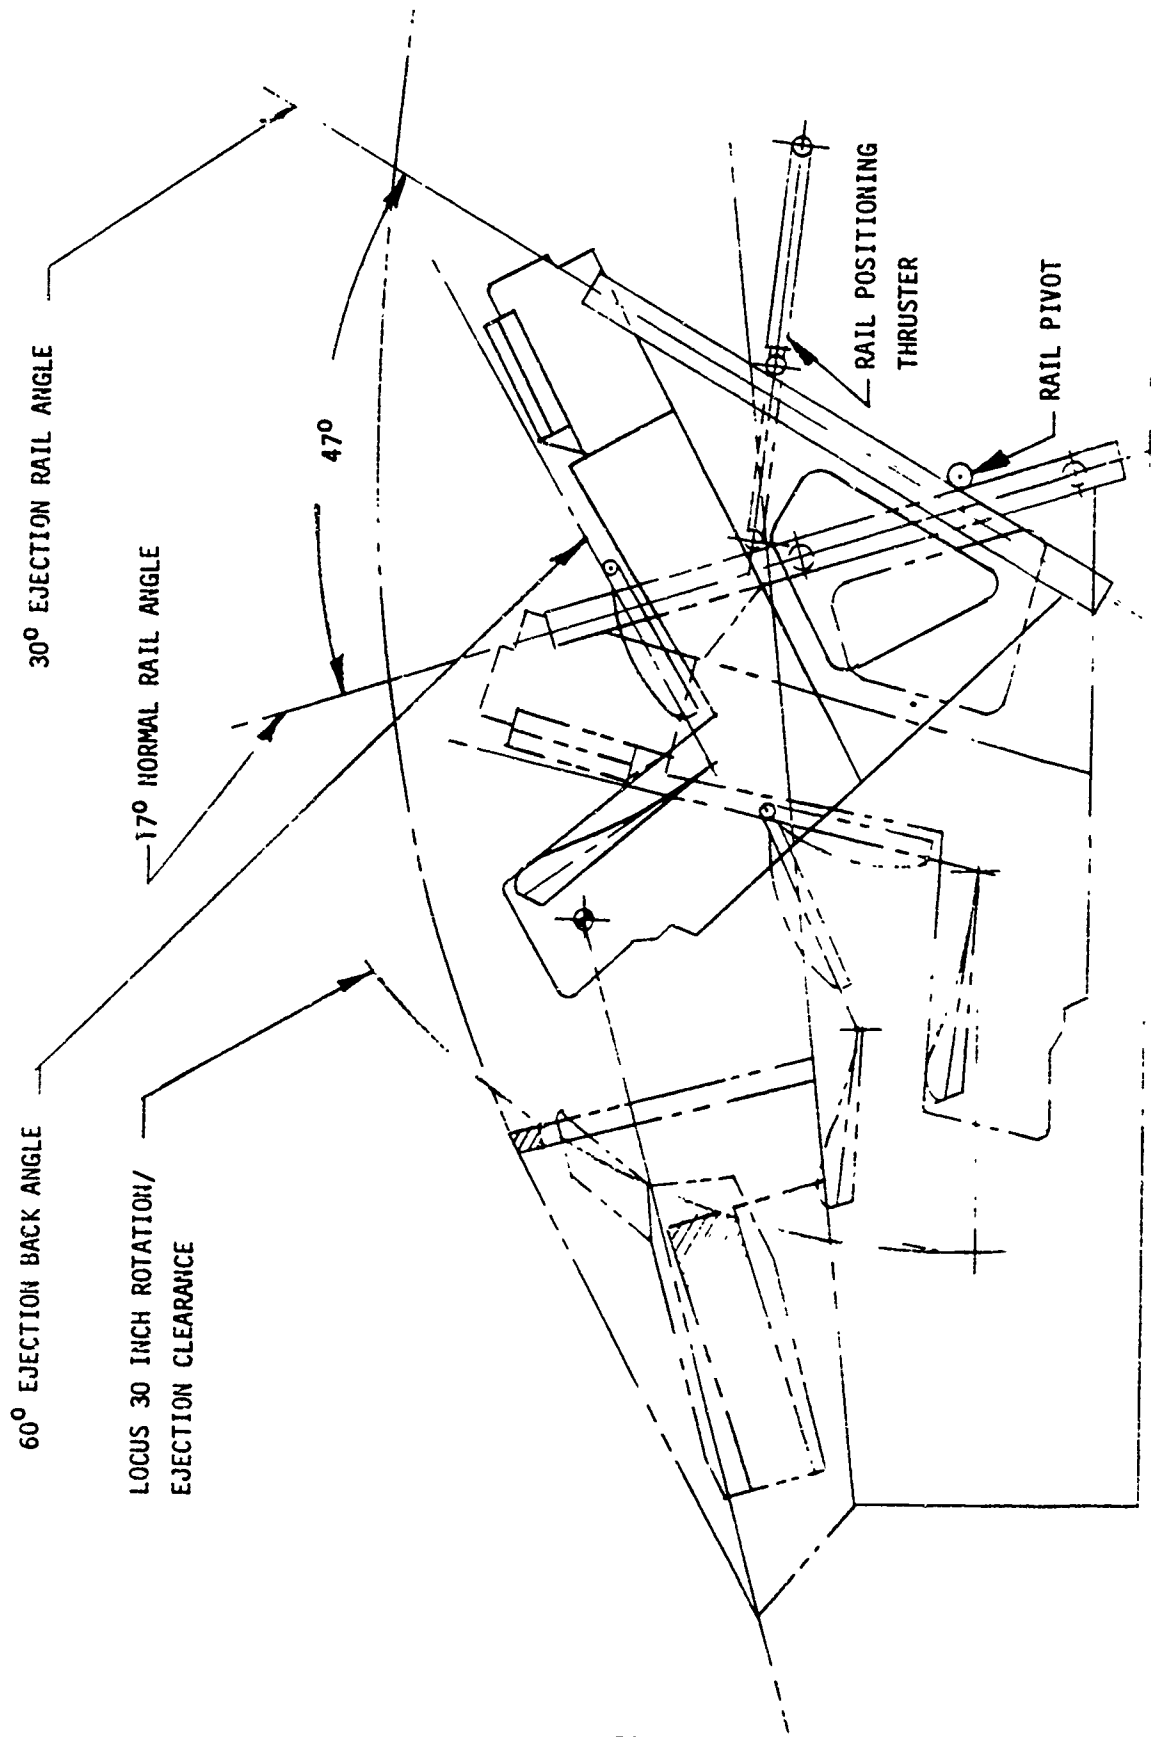 60° EJECTION BACK ANGLE
LOCUS 30 INCH ROTATION/
EJECTION CLEARANCE
17° NORMAL RAIL ANGLE
30° EJECTION RAIL ANGLE
47°
RAIL POSITIONING
THRUSTER
RAIL PIVOT